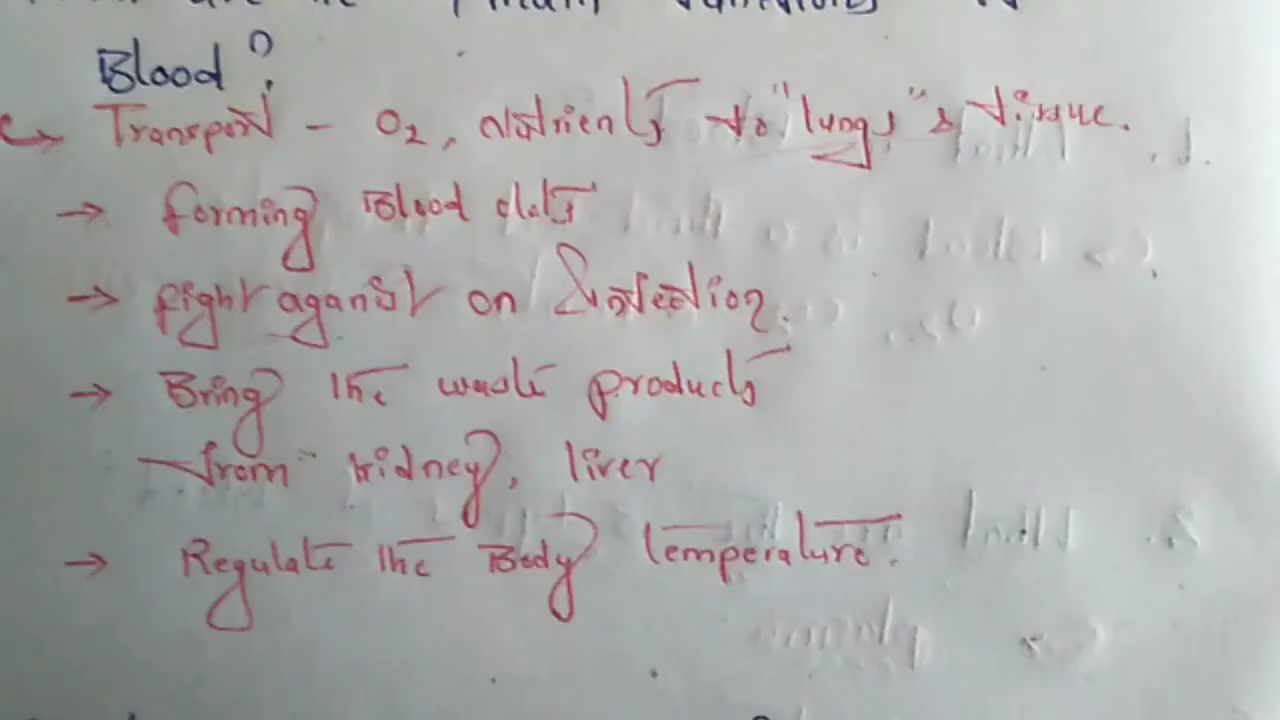 Blood ?
Transport - O2, nutrients to "lungs" & tissue.
→ forming Blood clots
→ fight against on Infection.
→ Bring the waste products
from kidney, liver
→ Regulate the Body temperature.